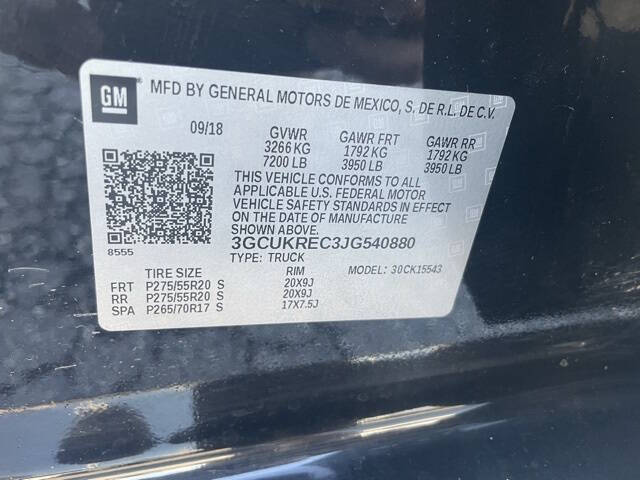 GM
MFD BY GENERAL MOTORS DE MEXICO, S. DE R.L. DE C.V.
09/18 GVWR GAWR FRT GAWR RR
3266 KG 1792 KG 1792 KG
7200 LB 3950 LB 3950 LB
THIS VEHICLE CONFORMS TO ALL
APPLICABLE U.S. FEDERAL MOTOR
VEHICLE SAFETY STANDARDS IN
EFFECT ON THE DATE OF MANUFACTURE
SHOWN ABOVE.
8555 3GCUKREC3JG540880
TYPE: TRUCK MODEL: 30CK15543
TIRE SIZE RIM
FRT P275/55R20 S 20X9J
RR P275/55R20 S 20X9J
SPA P265/70R17 S 17X7.5J